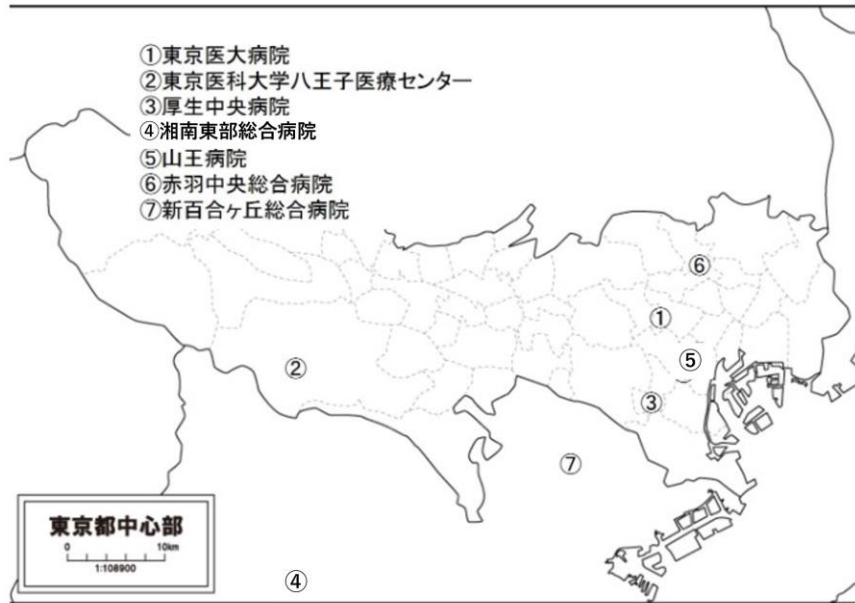 ①東京医大病院
②東京医科大学八王子医療センター
③厚生中央病院
④湘南東部総合病院
⑤山王病院
⑥赤羽中央総合病院
⑦新百合ヶ丘総合病院
⑥
①
⑤
②
③
⑦
東京都中心部
0 10km
1:108900
④